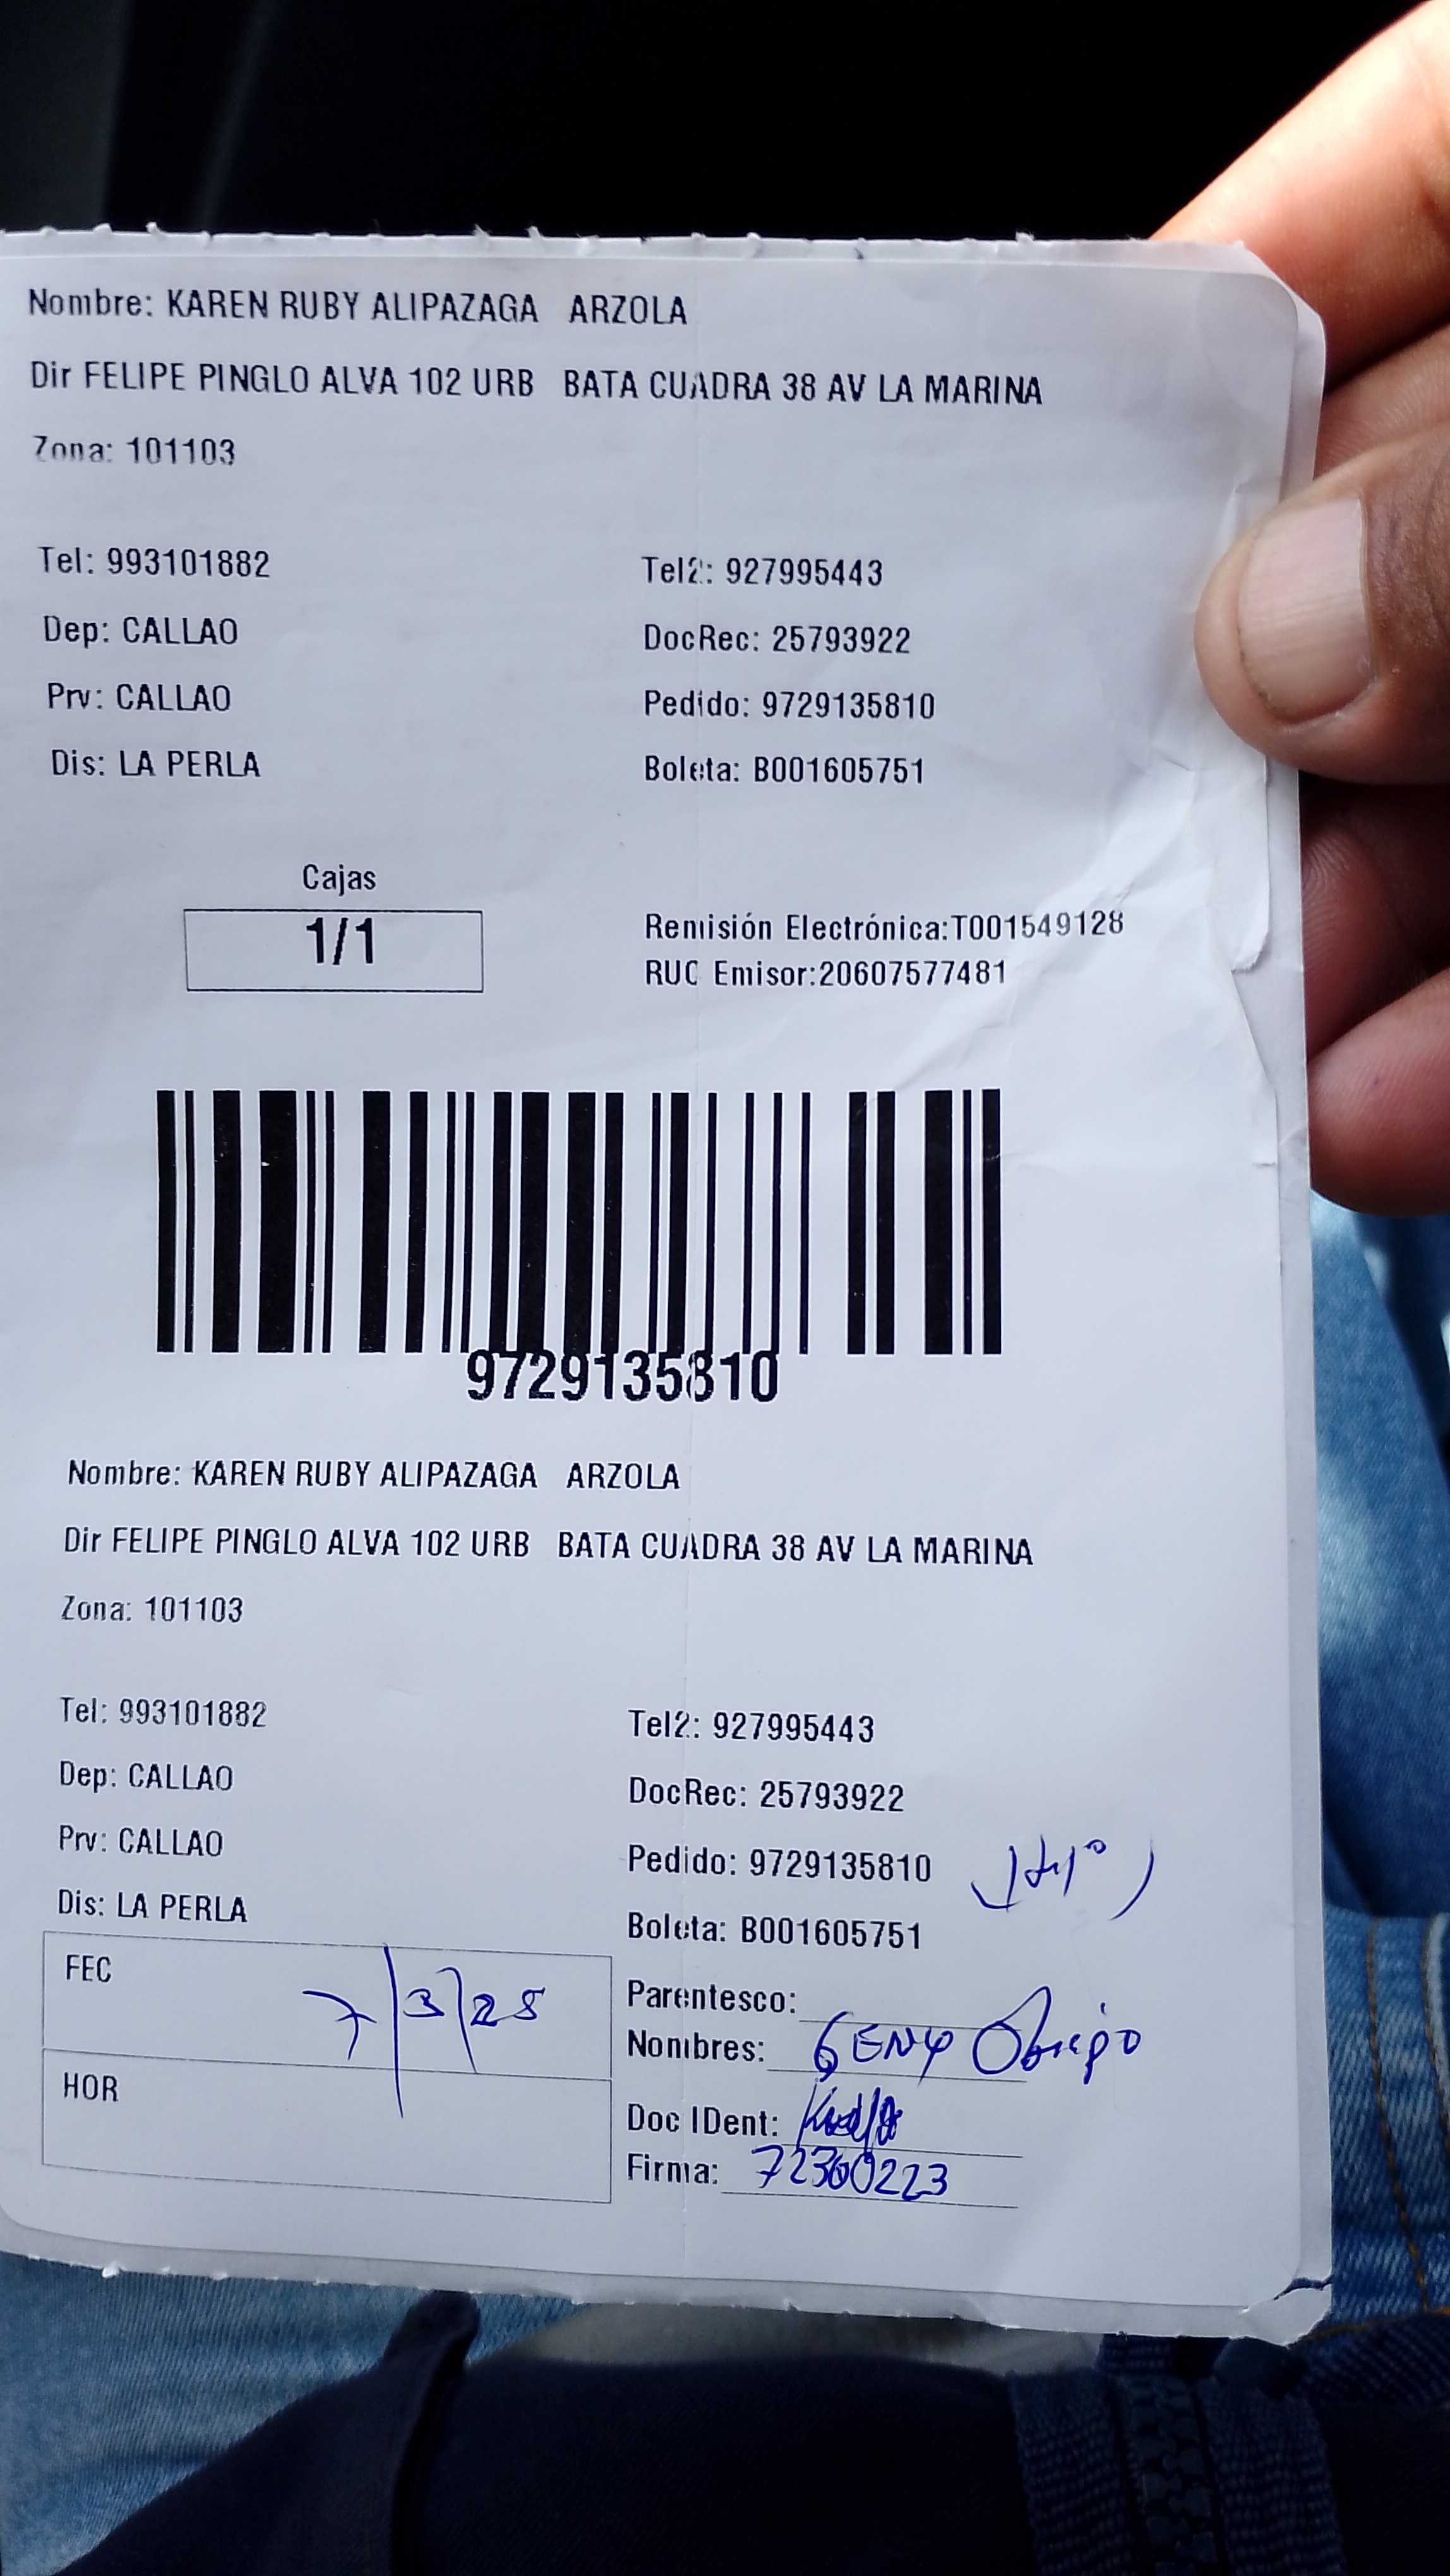 Nombre: KAREN RUBY ALIPAZAGA ARZOLA
Dir FELIPE PINGLO ALVA 102 URB BATA CUADRA 38 AV LA MARINA
Zona: 101103
Tel: 993101882 Tel2: 927995443
Dep: CALLAO DocRec: 25793922
Prv: CALLAO Pedido: 9729135810
Dis: LA PERLA Boleta: B001605751
Cajas
1/1
Remisión Electrónica:T001549128
RUC Emisor:20607577481
9729135810
Nombre: KAREN RUBY ALIPAZAGA ARZOLA
Dir FELIPE PINGLO ALVA 102 URB BATA CUADRA 38 AV LA MARINA
Zona: 101103
Tel: 993101882 Tel2: 927995443
Dep: CALLAO DocRec: 25793922
Prv: CALLAO Pedido: 9729135810
Dis: LA PERLA Boleta: B001605751
FEC 7/3/25
HOR
Parentesco:
Nombres:
Doc IDent:
Firma: 72360223